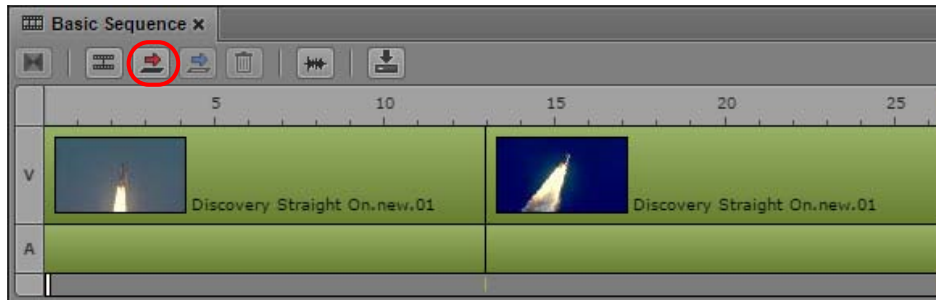 Basic Sequence ×
5 10 15 20 25
V
Discovery Straight On.new.01 Discovery Straight On.new.01
A